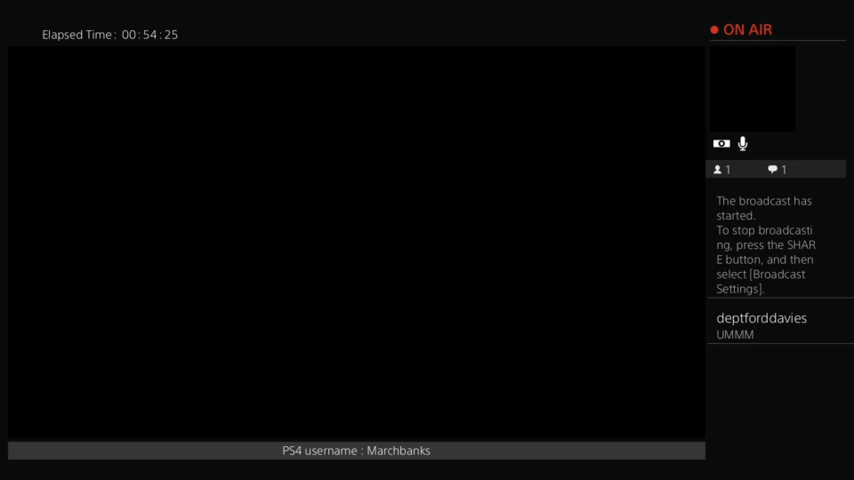 Elapsed Time: 00:54:25
ON AIR
1 1
The broadcast has
started.
To stop broadcasti
ng, press the SHAR
E button, and then
select [Broadcast
Settings].
deptforddavies
UMMM
PS4 username : Marchbanks